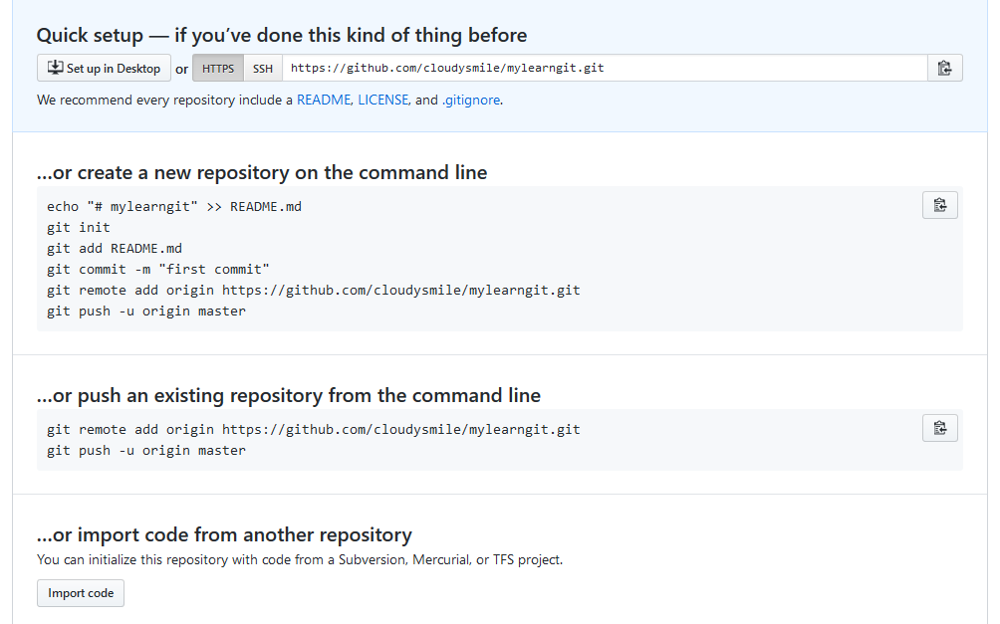 Quick setup — if you’ve done this kind of thing before
Set up in Desktop or HTTPS SSH https://github.com/cloudysmile/mylearngit.git
We recommend every repository include a README, LICENSE, and .gitignore.
…or create a new repository on the command line
echo "# mylearngit" >> README.md
git init
git add README.md
git commit -m "first commit"
git remote add origin https://github.com/cloudysmile/mylearngit.git
git push -u origin master
…or push an existing repository from the command line
git remote add origin https://github.com/cloudysmile/mylearngit.git
git push -u origin master
…or import code from another repository
You can initialize this repository with code from a Subversion, Mercurial, or TFS project.
Import code